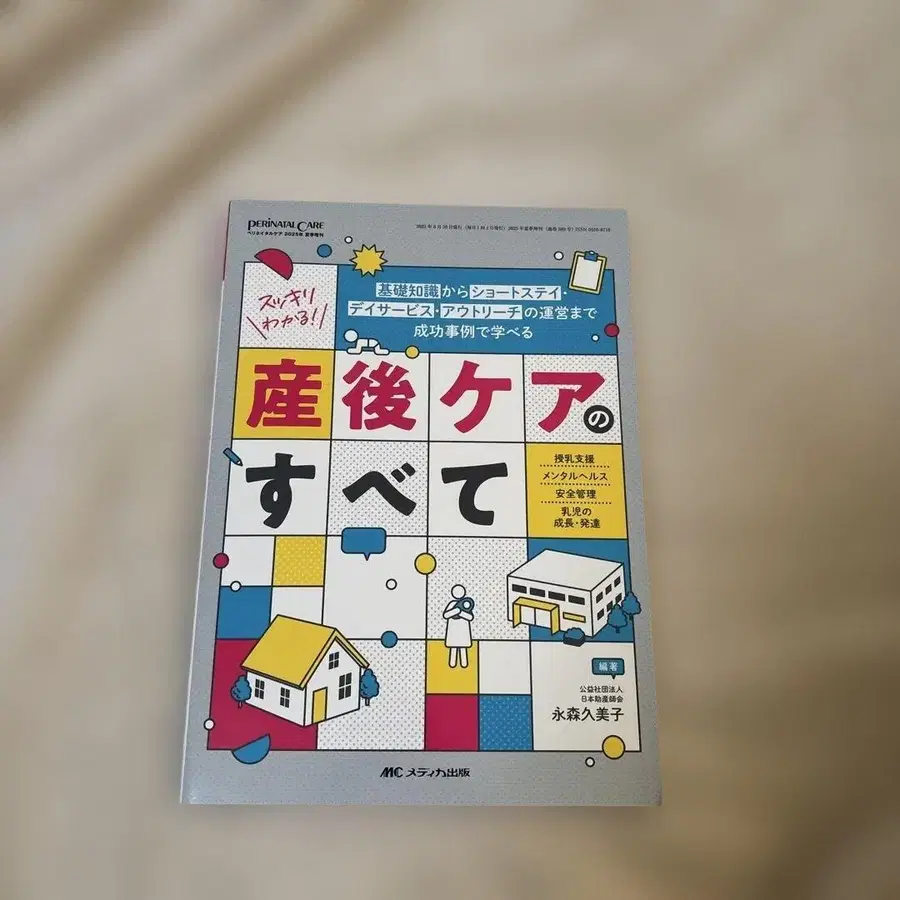 PERINATAL CARE
ペリネイタルケア 2025年 夏季増刊
スッキリ
わかる!
基礎知識からショートステイ・
デイサービス・アウトリーチの運営まで
成功事例で学べる
産後ケアの
すべて
授乳支援
メンタルヘルス
安全管理
乳児の
成長・発達
編著
公益社団法人
日本助産師会
永森久美子
MC メディカ出版